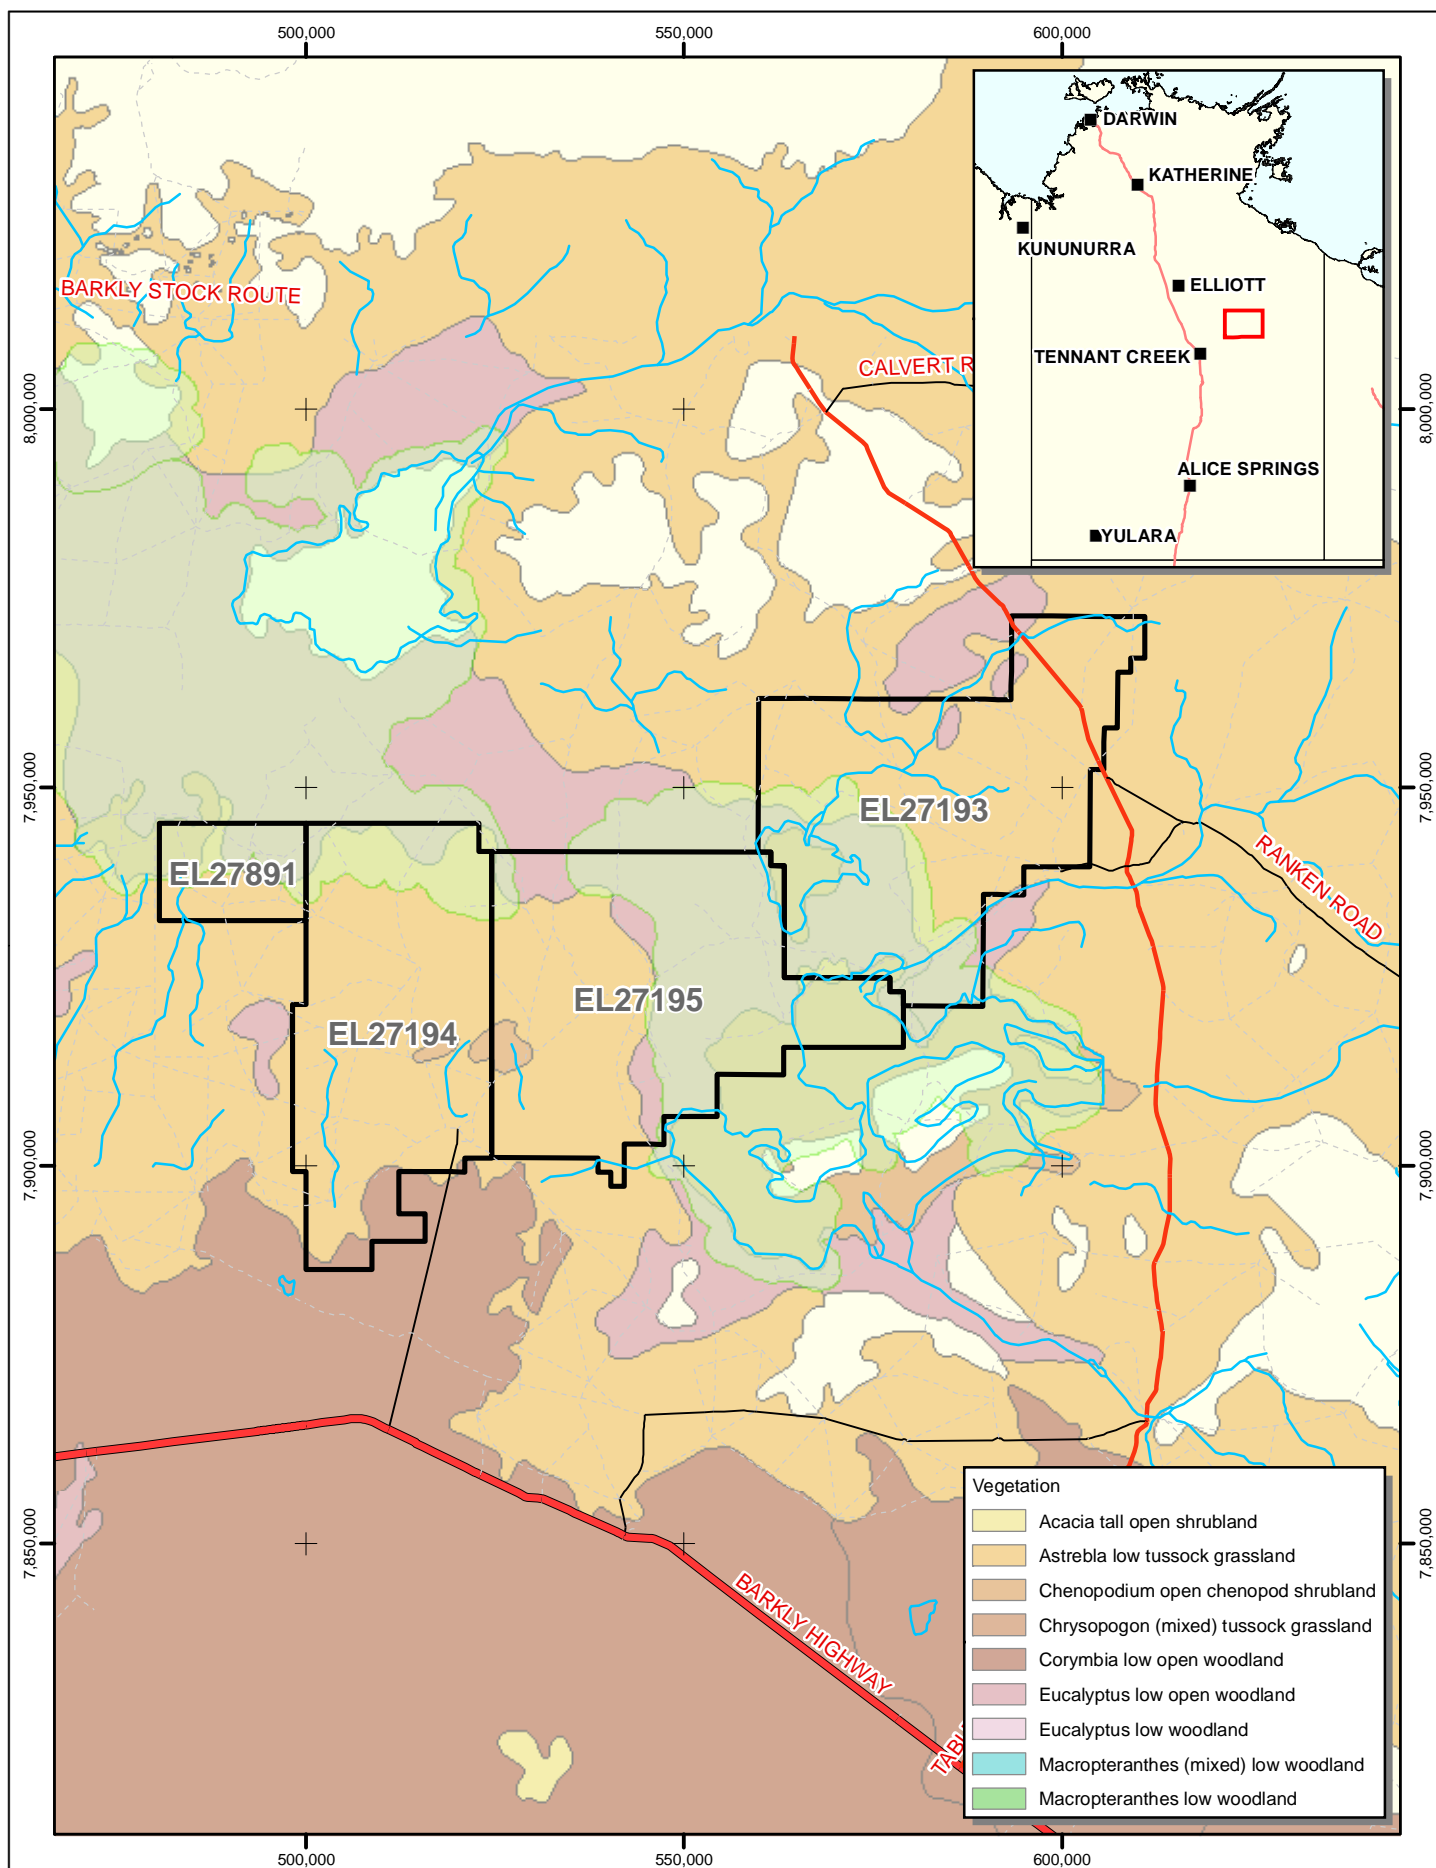 500,000
550,000
600,000
DARWIN
KATHERINE
KUNUNURRA
ELLIOTT
TENNANT CREEK
ALICE SPRINGS
YULARA
BARKLY STOCK ROUTE
CALVERT R
8,000,000
8,000,000
7,950,000
7,950,000
EL27193
EL27891
RANKEN ROAD
EL27195
EL27194
7,900,000
7,900,000
7,850,000
7,850,000
BARKLY HIGHWAY
TABL
Vegetation
Acacia tall open shrubland
Astrebla low tussock grassland
Chenopodium open chenopod shrubland
Chrysopogon (mixed) tussock grassland
Corymbia low open woodland
Eucalyptus low open woodland
Eucalyptus low woodland
Macropteranthes (mixed) low woodland
Macropteranthes low woodland
500,000
550,000
600,000